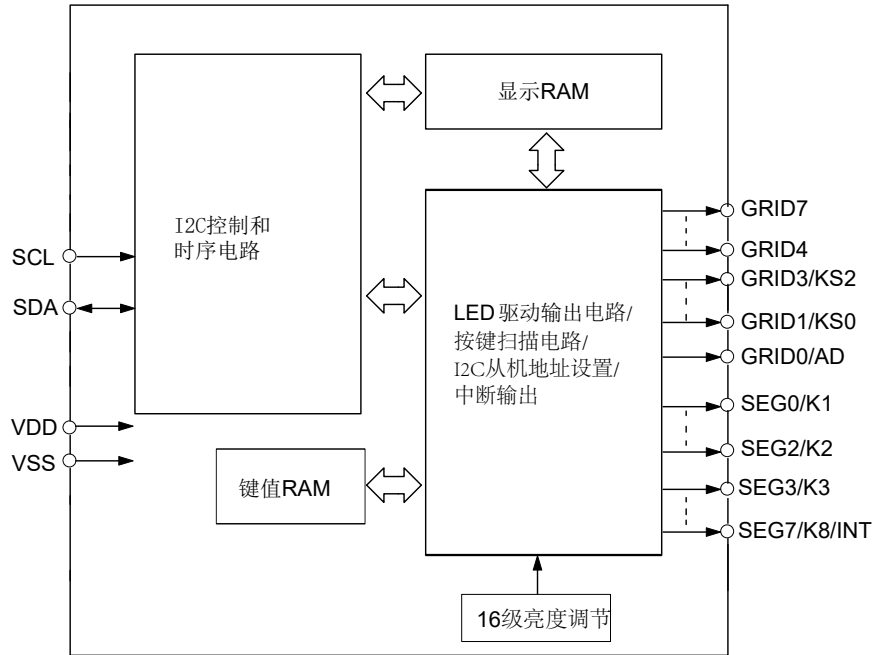 显示RAM
I2C控制和
时序电路
SCL
SDA
VDD
VSS
LED 驱动输出电路/
按键扫描电路/
I2C从机地址设置/
中断输出
键值RAM
16级亮度调节
GRID7
GRID4
GRID3/KS2
GRID1/KS0
GRID0/AD
SEG0/K1
SEG2/K2
SEG3/K3
SEG7/K8/INT